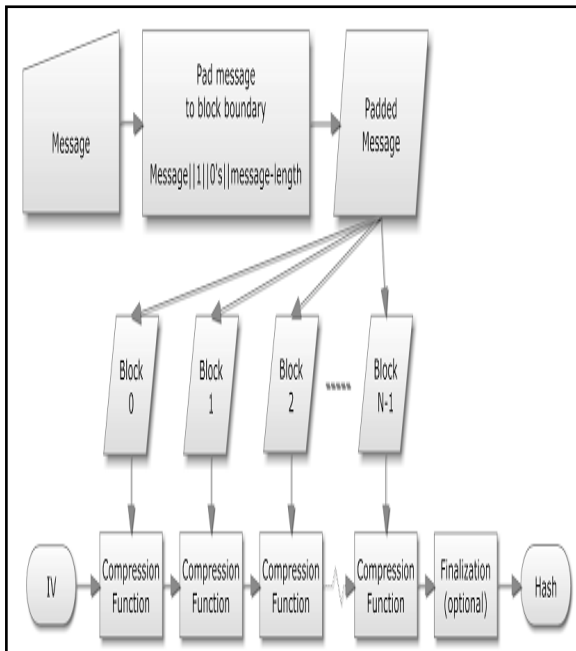 Message
Pad message
to block boundary
Message||1||0's||message-length
Padded
Message
Block
0
Block
1
Block
2
Block
N-1
IV
Compression
Function
Compression
Function
Compression
Function
Compression
Function
Finalization
(optional)
Hash